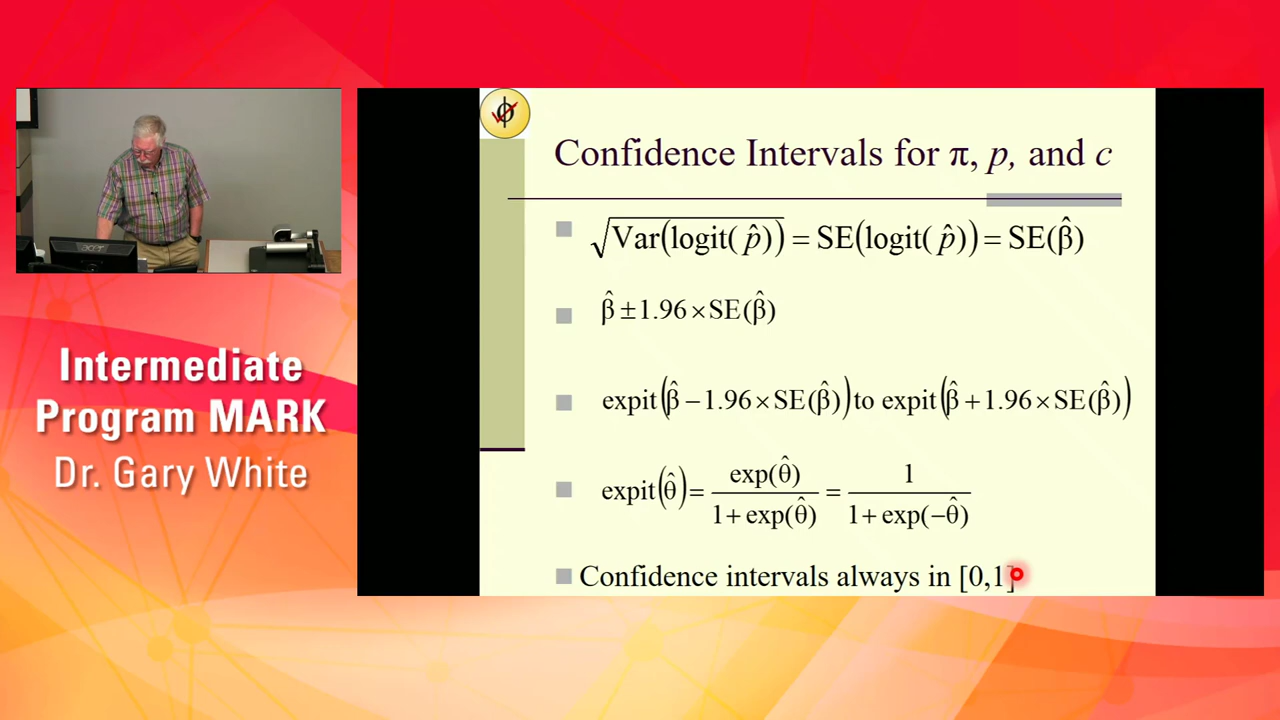 Confidence Intervals for π, p, and c
√Var(logit(p̂)) = SE(logit(p̂)) = SE(β̂)
β̂ ± 1.96 × SE(β̂)
expit(β̂ − 1.96 × SE(β̂)) to expit(β̂ + 1.96 × SE(β̂))
expit(θ̂) = exp(θ̂) / 1 + exp(θ̂) = 1 / 1 + exp(−θ̂)
Confidence intervals always in [0,1]
Intermediate
Program MARK
Dr. Gary White
acer